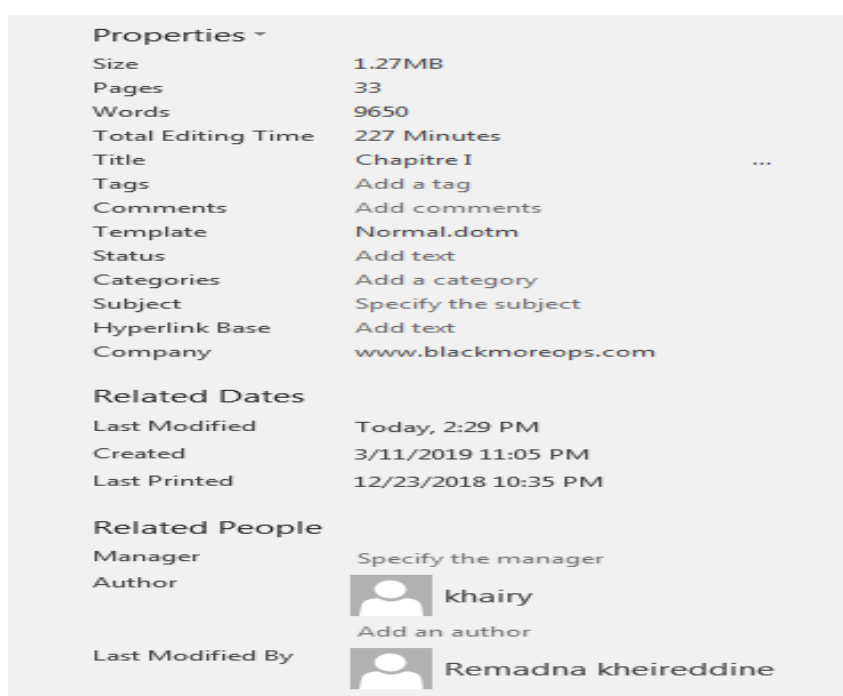 Properties
Size 1.27MB
Pages 33
Words 9650
Total Editing Time 227 Minutes
Title Chapitre I ...
Tags Add a tag
Comments Add comments
Template Normal.dotm
Status Add text
Categories Add a category
Subject Specify the subject
Hyperlink Base Add text
Company www.blackmoreops.com
Related Dates
Last Modified Today, 2:29 PM
Created 3/11/2019 11:05 PM
Last Printed 12/23/2018 10:35 PM
Related People
Manager Specify the manager
Author khairy
Add an author
Last Modified By Remadna kheireddine